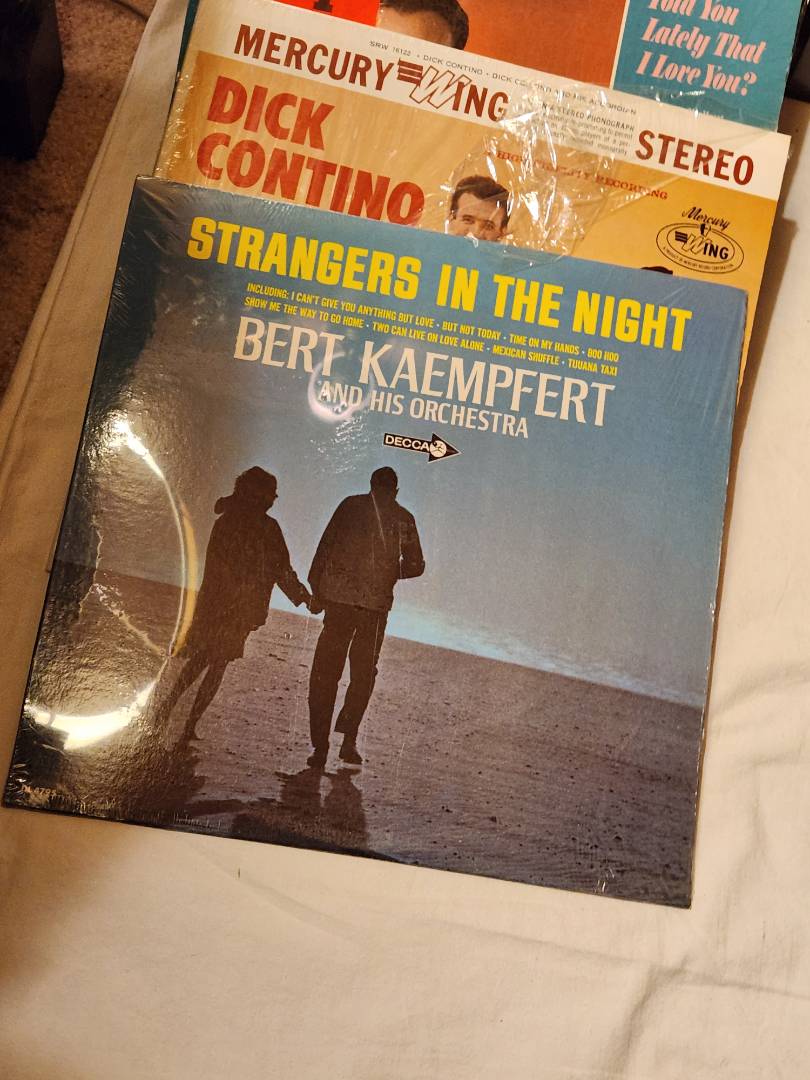 Told You
Lately That
I Love You?
MERCURY WING
SRW 16122 • DICK CONTINO • DICK CONTINO AND HIS ACCORDION
STEREO
DICK
CONTINO
HIGH FIDELITY RECORDING
Mercury
WING
STRANGERS IN THE NIGHT
INCLUDING: I CAN'T GIVE YOU ANYTHING BUT LOVE • BUT NOT TODAY • TIME ON MY HANDS • BOO HOO
SHOW ME THE WAY TO GO HOME • TWO CAN LIVE ON LOVE ALONE • MEXICAN SHUFFLE • TIJUANA TAXI
BERT KAEMPFERT
AND HIS ORCHESTRA
DECCA